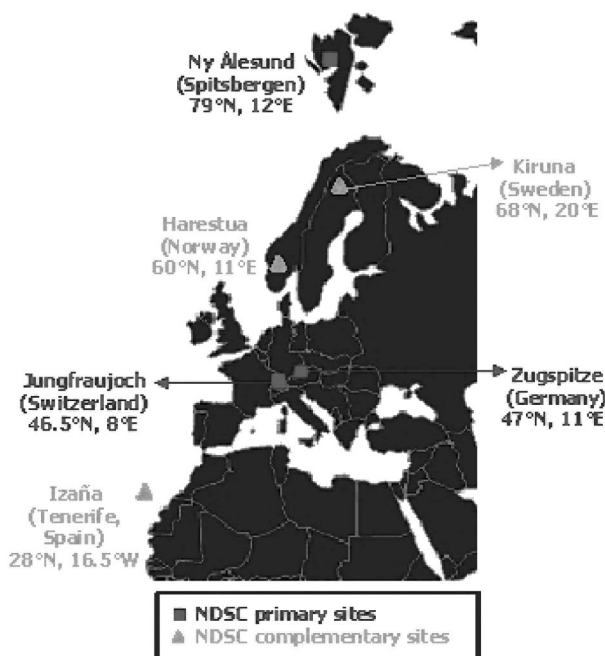 Ny Ålesund
(Spitsbergen)
79°N, 12°E
Kiruna
(Sweden)
68°N, 20°E
Harestua
(Norway)
60°N, 11°E
Jungfraujoch
(Switzerland)
46.5°N, 8°E
Zugspitze
(Germany)
47°N, 11°E
Izaña
(Tenerife,
Spain)
28°N, 16.5°W
NDSC primary sites
NDSC complementary sites